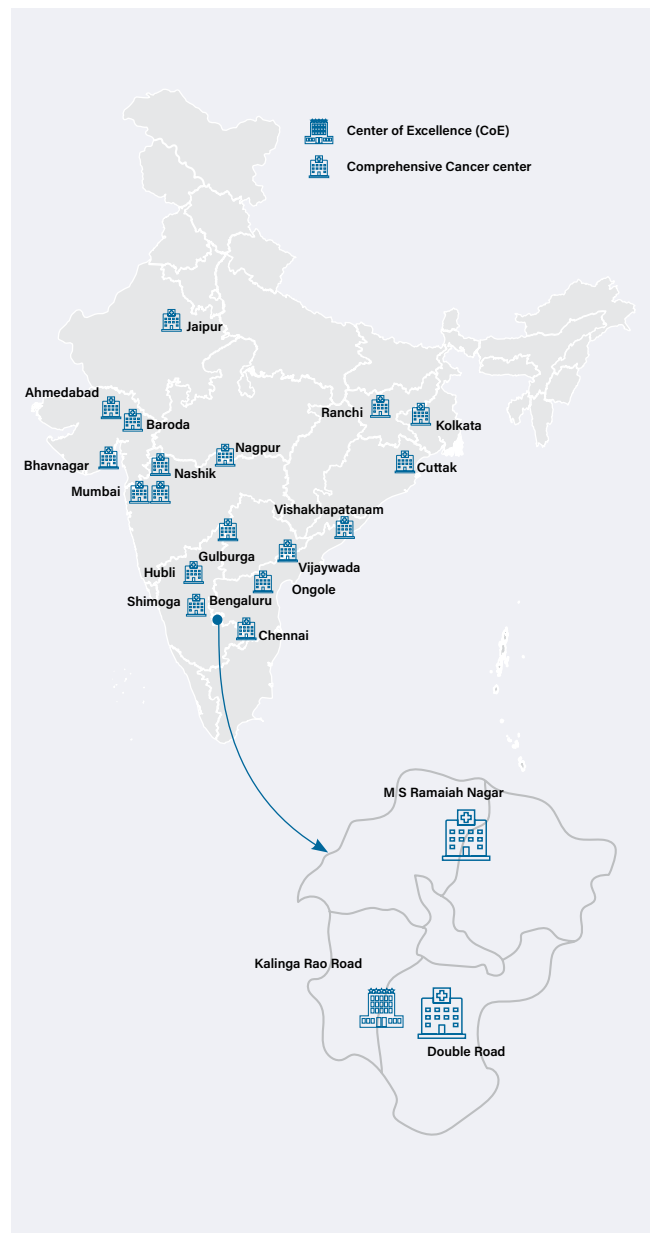 Center of Excellence (CoE)
Comprehensive Cancer center
Jaipur
Ahmedabad
Baroda
Ranchi
Kolkata
Bhavnagar
Nagpur
Nashik
Cuttak
Mumbai
Vishakhapatanam
Gulburga
Vijaywada
Hubli
Ongole
Shimoga
Bengaluru
Chennai
M S Ramaiah Nagar
Kalinga Rao Road
Double Road